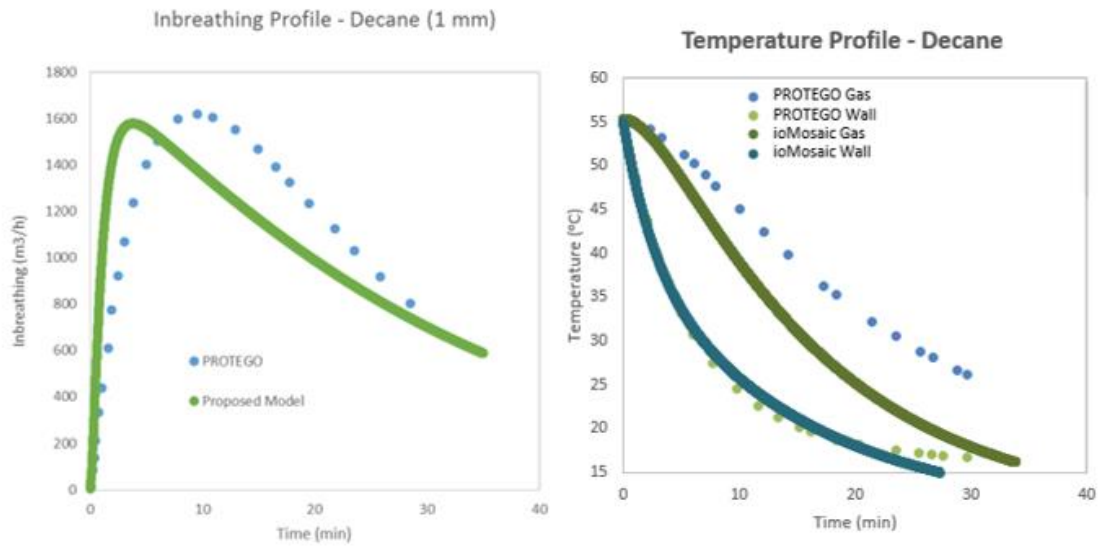 Inbreathing Profile - Decane (1 mm)
1800
1600
1400
1200
1000
800
600
400
200
0
Inbreathing (m3/h)
PROTEGO
Proposed Model
0 10 20 30 40
Time (min)
Temperature Profile - Decane
60
55
50
45
40
35
30
25
20
15
Temperature (°C)
PROTEGO Gas
PROTEGO Wall
ioMosaic Gas
ioMosaic Wall
0 10 20 30 40
Time (min)